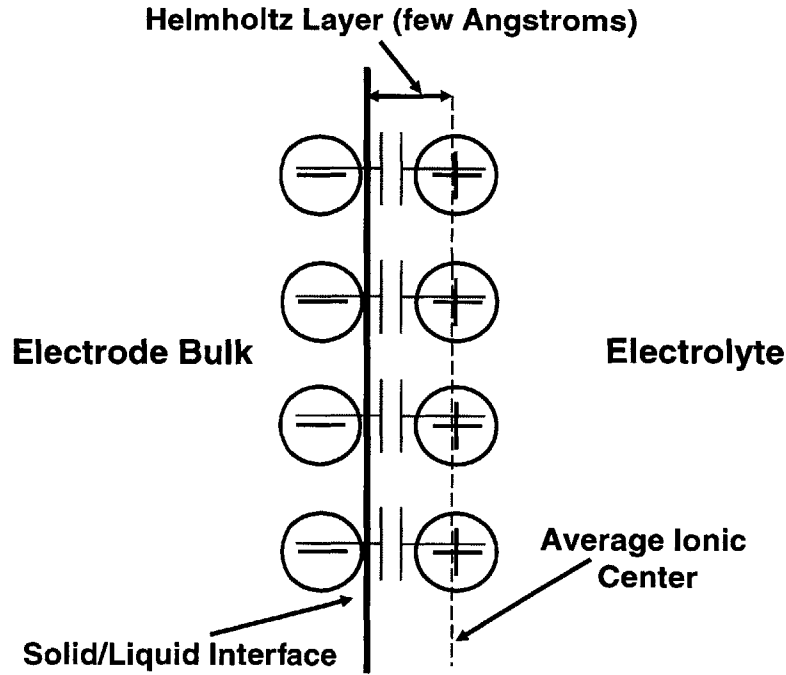 Helmholtz Layer (few Angstroms)
Electrode Bulk
Electrolyte
Average Ionic
Center
Solid/Liquid Interface